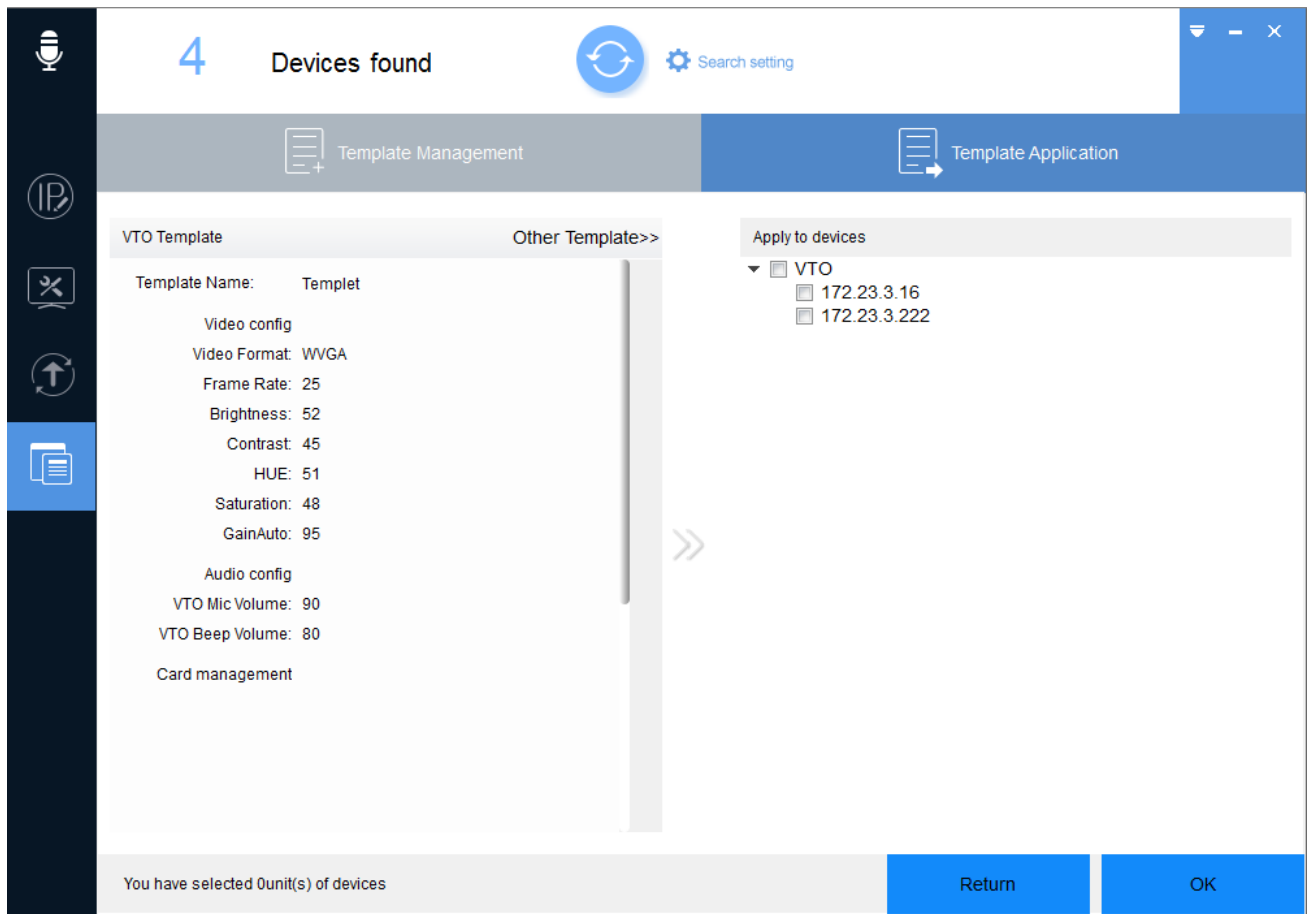 4 Devices found Search setting
Template Management Template Application
IP
VTO Template Other Template>> Apply to devices
VTO
Template Name: Templet
172.23.3.16
172.23.3.222
Video config
Video Format: WVGA
Frame Rate: 25
Brightness: 52
Contrast: 45
HUE: 51
Saturation: 48
GainAuto: 95
Audio config
VTO Mic Volume: 90
VTO Beep Volume: 80
Card management
You have selected 0unit(s) of devices Return OK